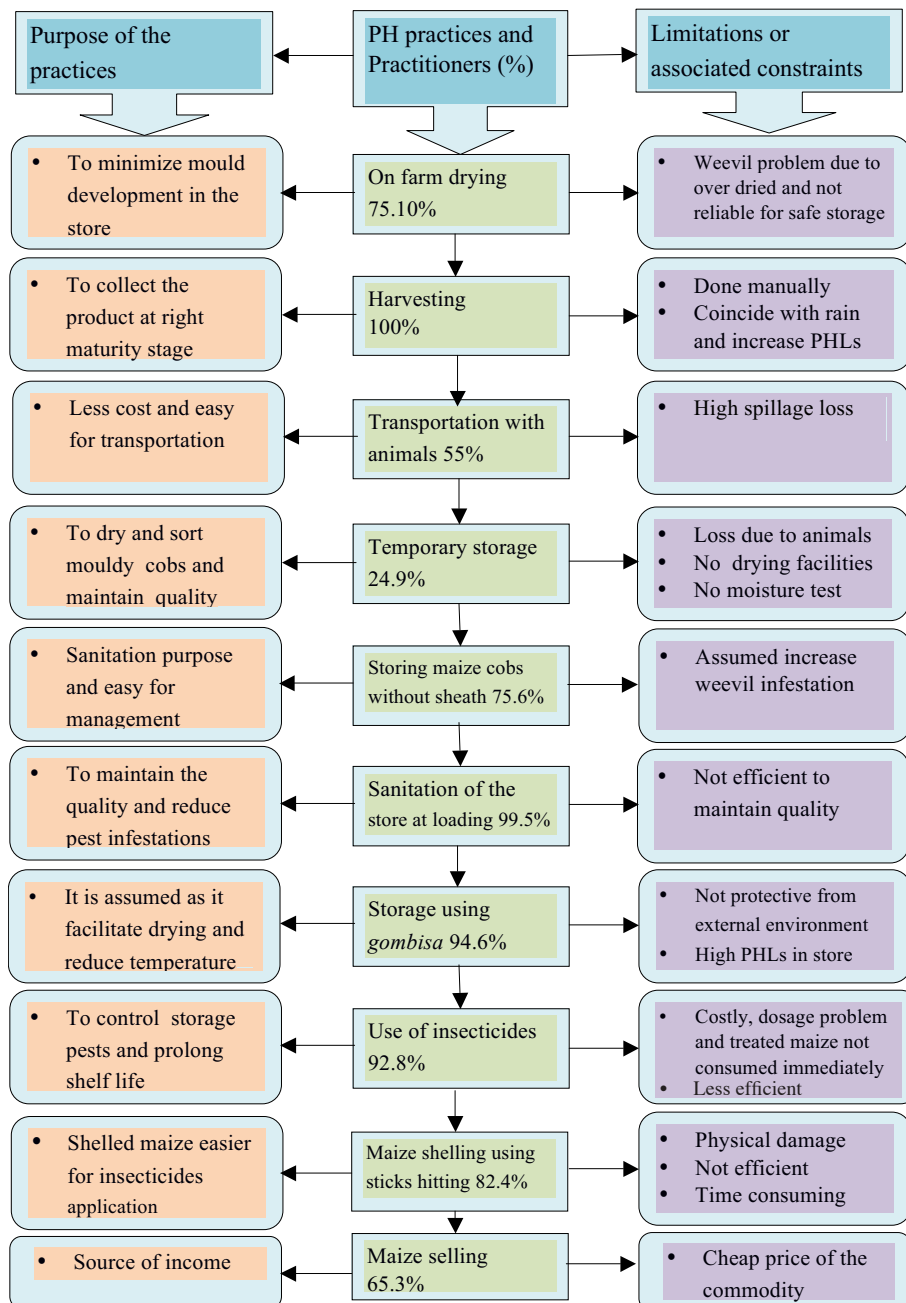 Purpose of the
practices
PH practices and
Practitioners (%)
Limitations or
associated constraints
• To minimize mould
development in the
store
On farm drying
75.10%
• Weevil problem due to
over dried and not
reliable for safe storage
• To collect the
product at right
maturity stage
Harvesting
100%
• Done manually
• Coincide with rain
and increase PHLs
• Less cost and easy
for transportation
Transportation with
animals 55%
• High spillage loss
• To dry and sort
mouldy cobs and
maintain quality
Temporary storage
24.9%
• Loss due to animals
• No drying facilities
• No moisture test
• Sanitation purpose
and easy for
management
Storing maize cobs
without sheath 75.6%
• Assumed increase
weevil infestation
• To maintain the
quality and reduce
pest infestations
Sanitation of the
store at loading 99.5%
• Not efficient to
maintain quality
• It is assumed as it
facilitate drying and
reduce temperature
Storage using
gombisa 94.6%
• Not protective from
external environment
• High PHLs in store
• To control storage
pests and prolong
shelf life
Use of insecticides
92.8%
• Costly, dosage problem
and treated maize not
consumed immediately
• Less efficient
• Shelled maize easier
for insecticides
application
Maize shelling using
sticks hitting 82.4%
• Physical damage
• Not efficient
• Time consuming
• Source of income
Maize selling
65.3%
• Cheap price of the
commodity